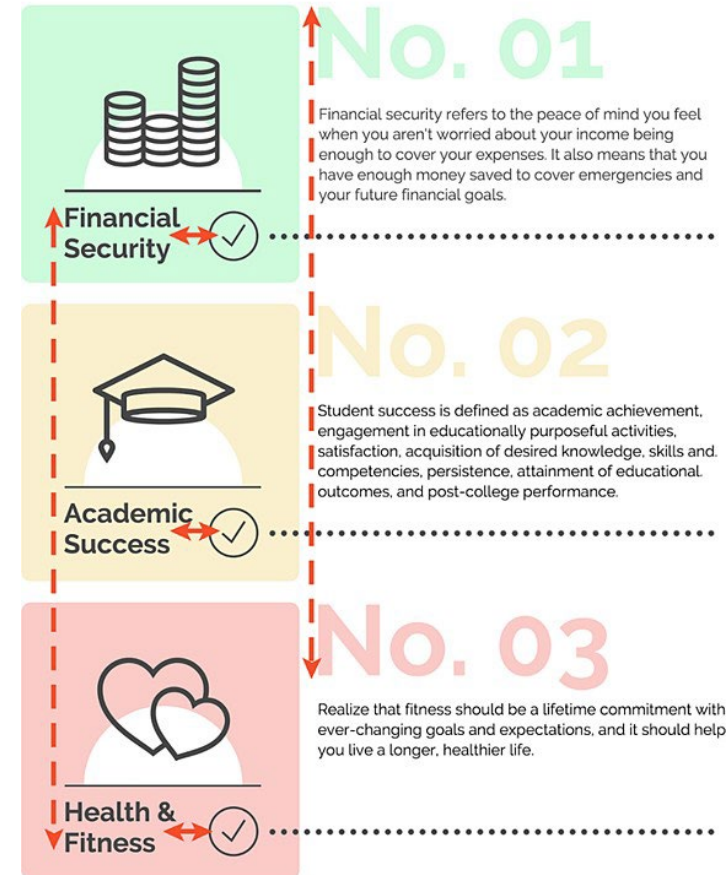 No. 01
Financial security refers to the peace of mind you feel
when you aren't worried about your income being
enough to cover your expenses. It also means that you
have enough money saved to cover emergencies and
your future financial goals.
Financial
Security
No. 02
Student success is defined as academic achievement,
engagement in educationally purposeful activities,
satisfaction, acquisition of desired knowledge, skills and.
competencies, persistence, attainment of educational.
outcomes, and post-college performance.
Academic
Success
No. 03
Realize that fitness should be a lifetime commitment with
ever-changing goals and expectations, and it should help
you live a longer, healthier life.
Health &
Fitness